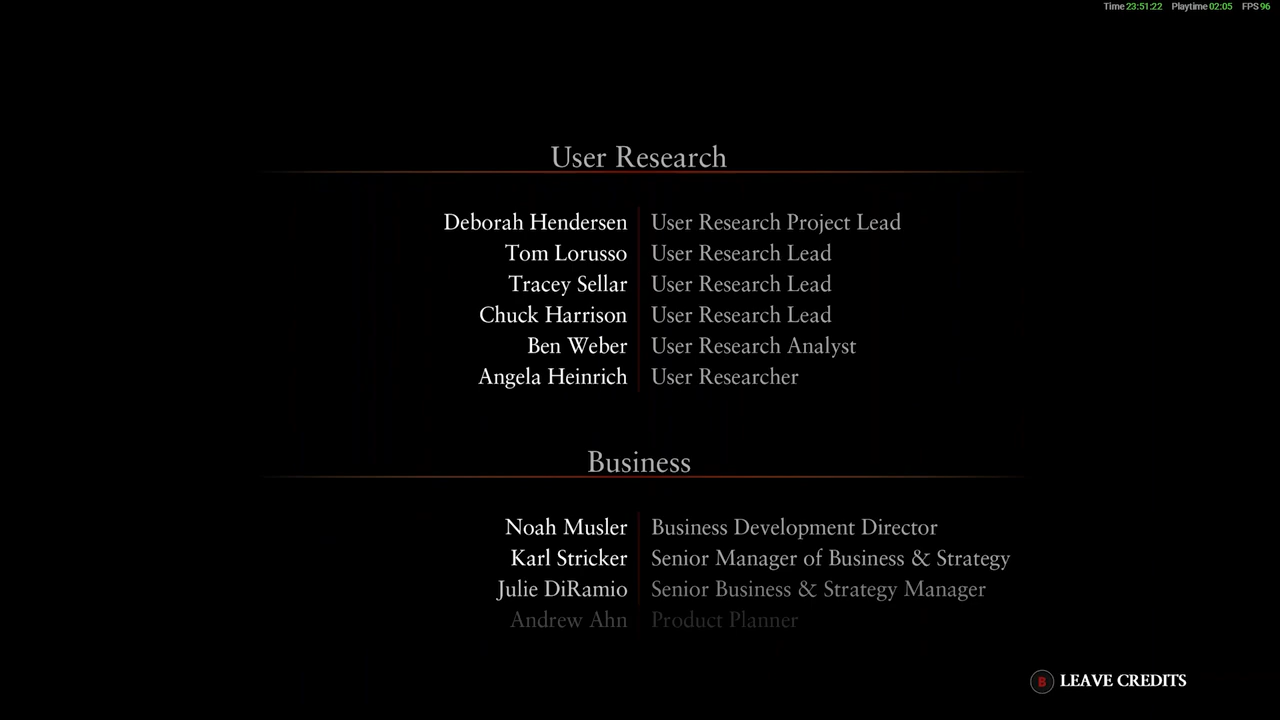 Time 23:51:22 Playtime 02:05 FPS 96
User Research
Deborah Hendersen User Research Project Lead
Tom Lorusso User Research Lead
Tracey Sellar User Research Lead
Chuck Harrison User Research Lead
Ben Weber User Research Analyst
Angela Heinrich User Researcher
Business
Noah Musler Business Development Director
Karl Stricker Senior Manager of Business & Strategy
Julie DiRamio Senior Business & Strategy Manager
Andrew Ahn Product Planner
B LEAVE CREDITS